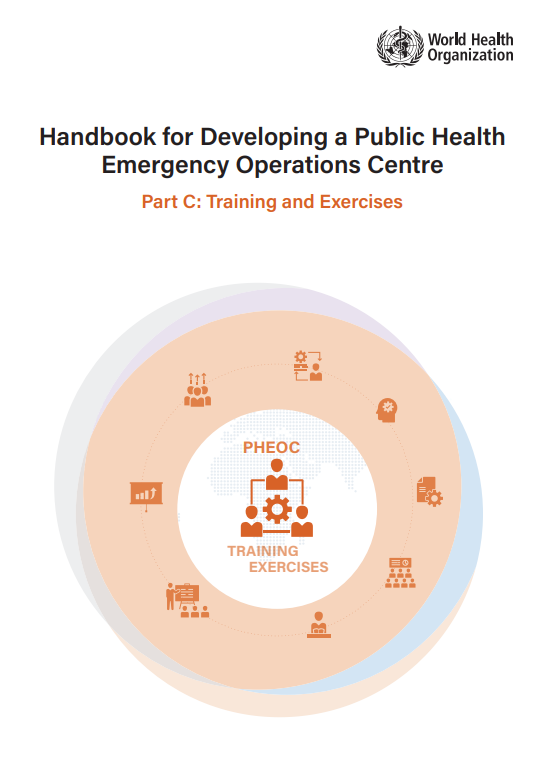 World Health
Organization
Handbook for Developing a Public Health
Emergency Operations Centre
Part C: Training and Exercises
PHEOC
TRAINING
EXERCISES